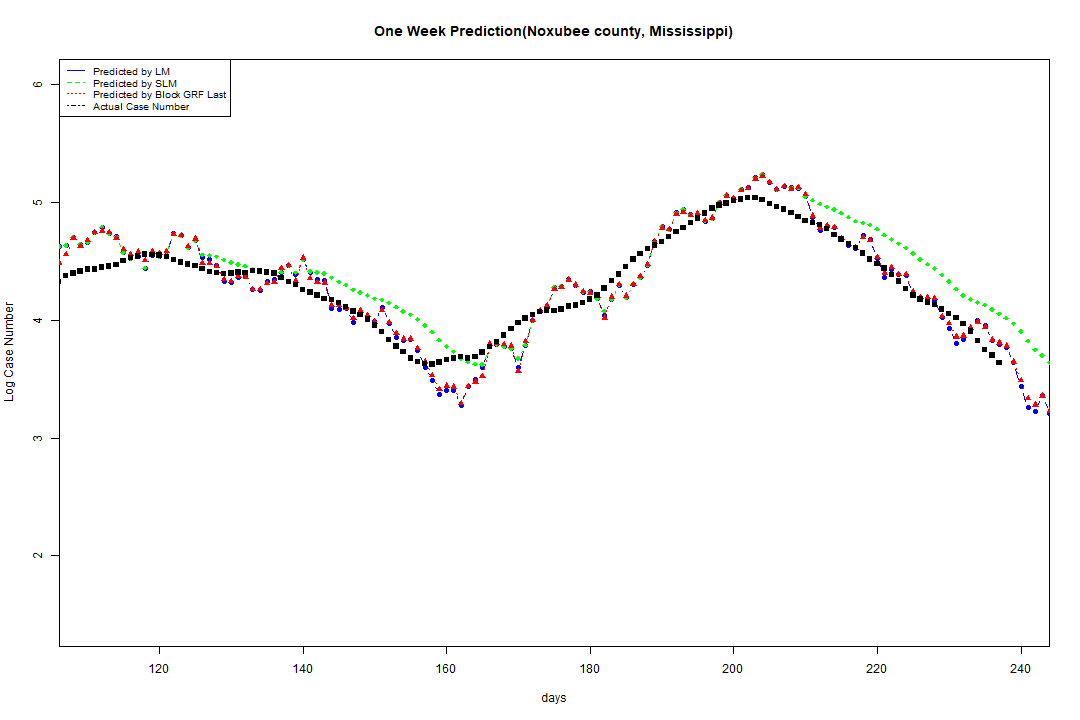 One Week Prediction(Noxubee county, Mississippi)
Predicted by LM
Predicted by SLM
Predicted by Block GRF Last
Actual Case Number
6
5
4
3
2
Log Case Number
120 140 160 180 200 220 240
days